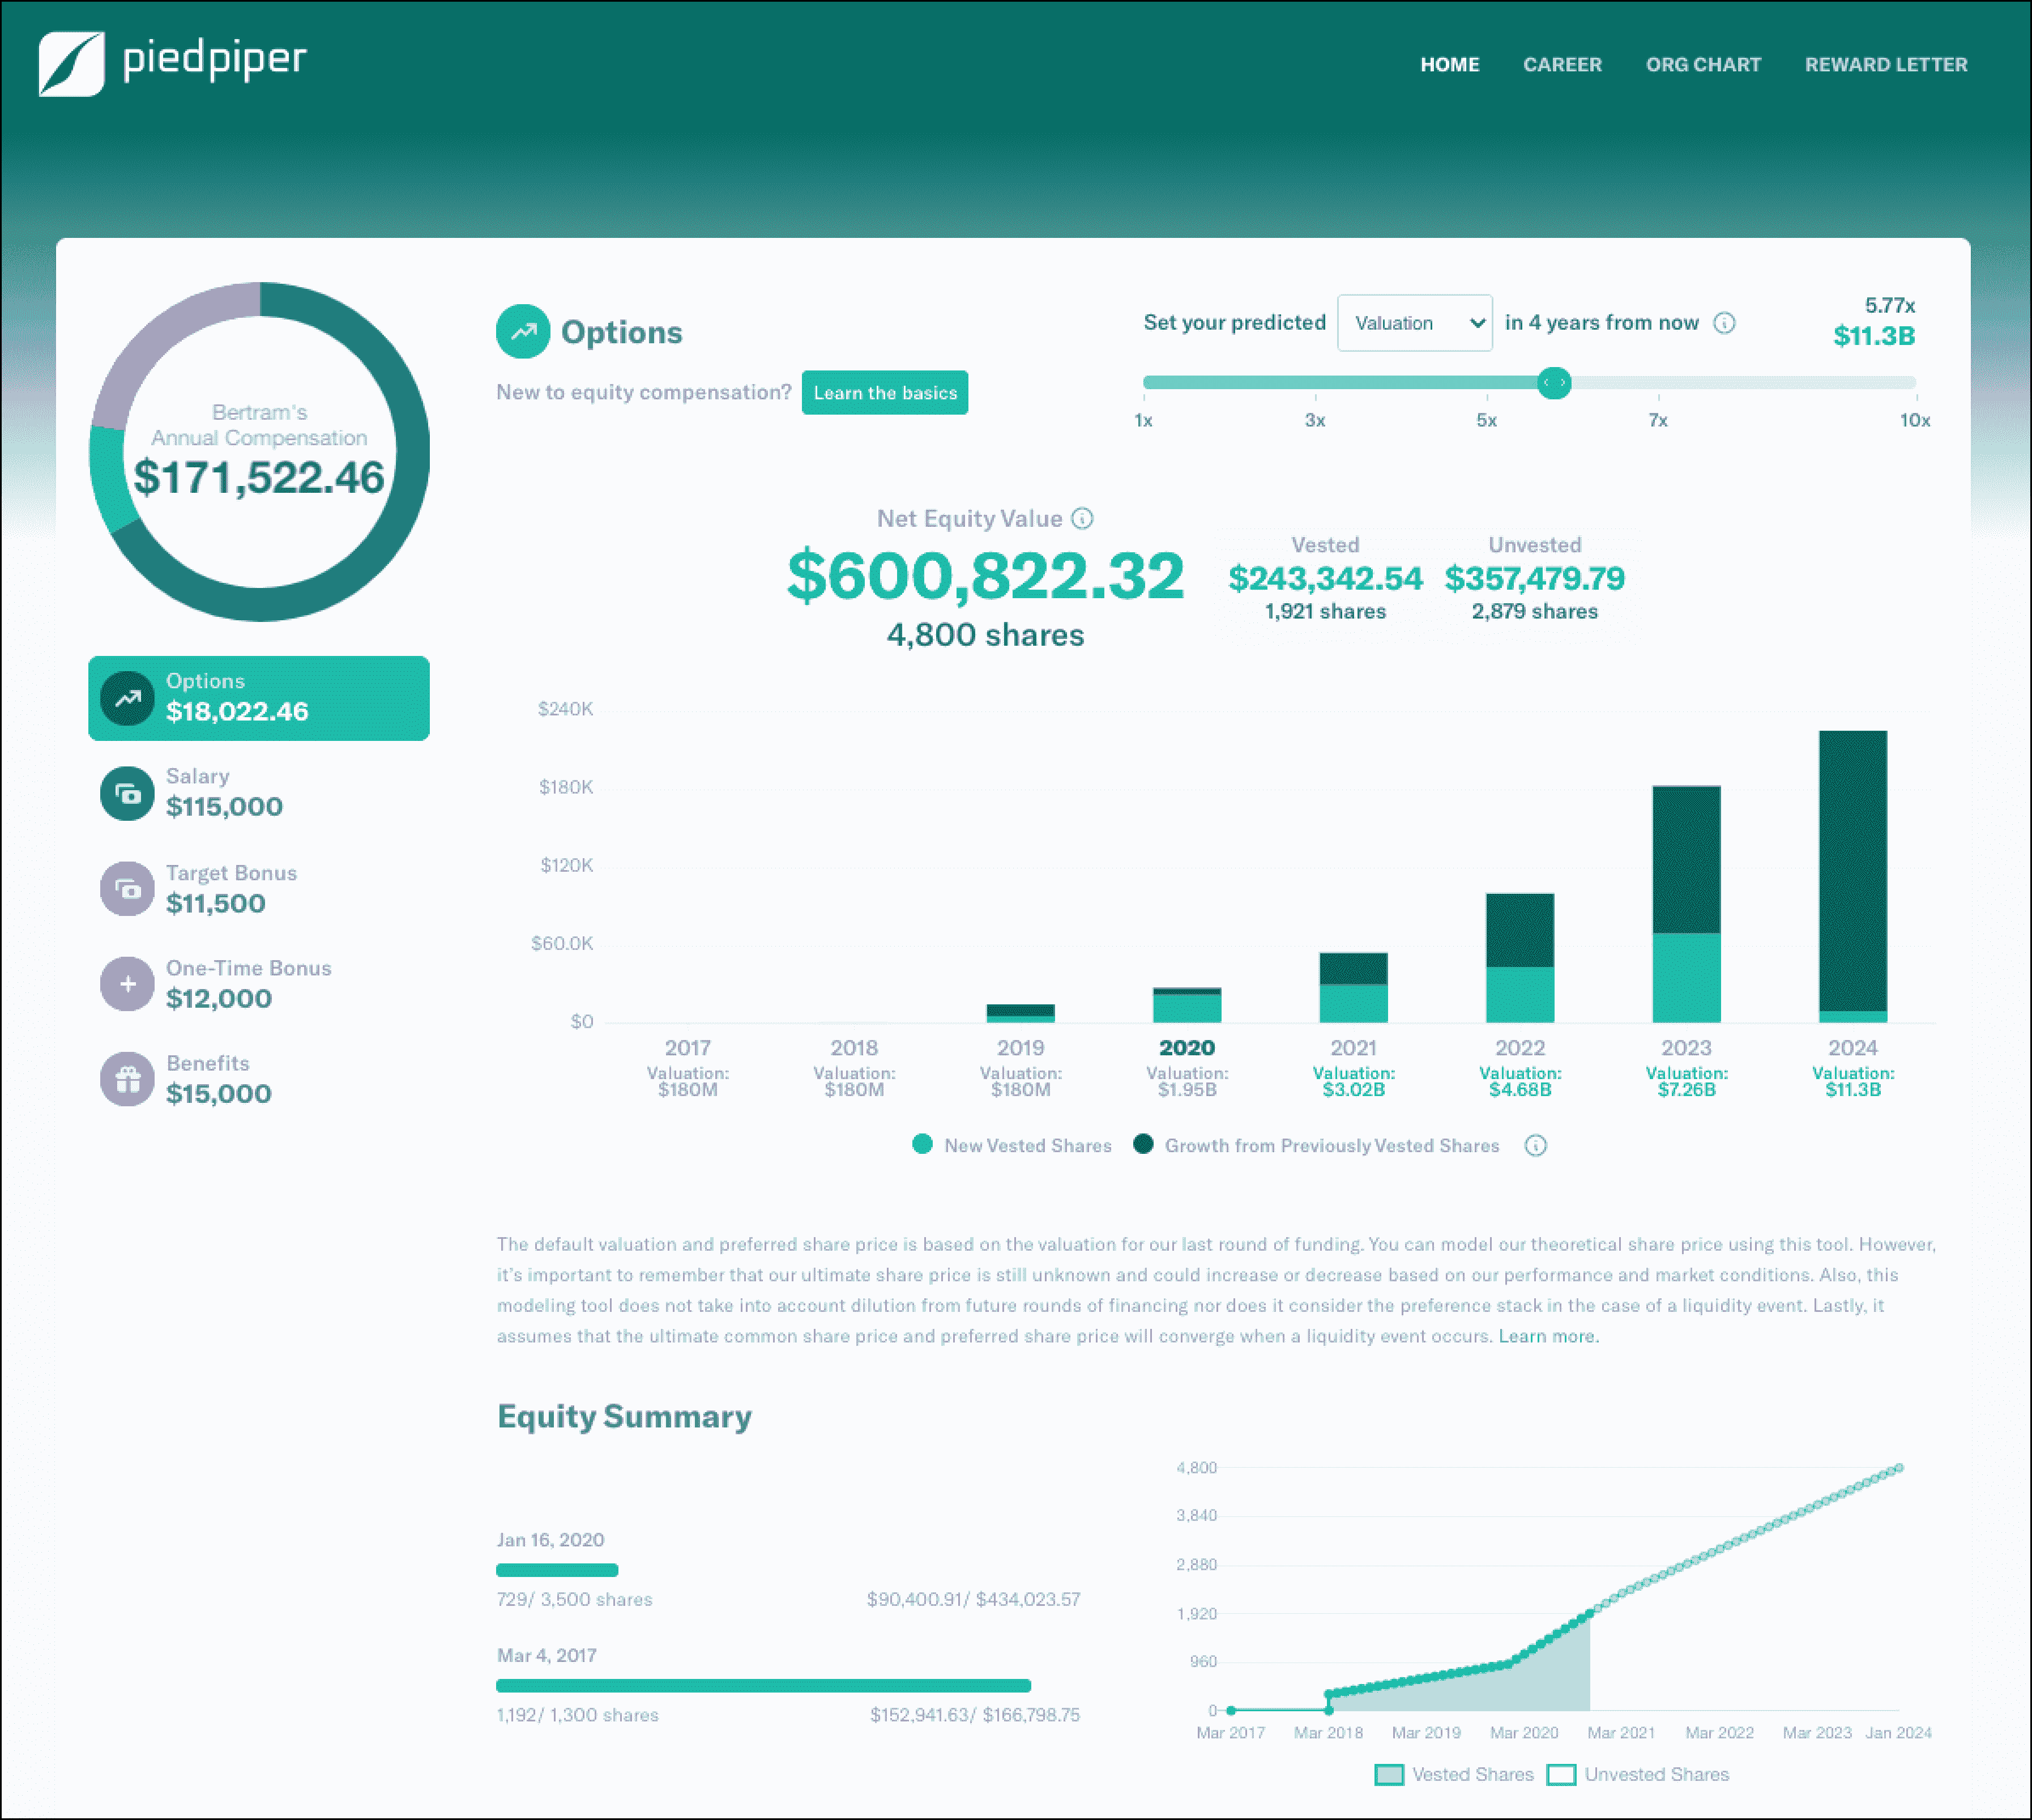 piedpiper
HOME CAREER ORG CHART REWARD LETTER
Bertram's
Annual Compensation
$171,522.46
Options
$18,022.46
Salary
$115,000
Target Bonus
$11,500
One-Time Bonus
$12,000
Benefits
$15,000
Options
New to equity compensation? Learn the basics
Set your predicted Valuation in 4 years from now
5.77x
$11.3B
1x 3x 5x 7x 10x
Net Equity Value
$600,822.32
4,800 shares
Vested
$243,342.54
1,921 shares
Unvested
$357,479.79
2,879 shares
$240K
$180K
$120K
$60.0K
$0
2017 2018 2019 2020 2021 2022 2023 2024
Valuation: Valuation: Valuation: Valuation: Valuation: Valuation: Valuation: Valuation:
$180M $180M $180M $1.95B $3.02B $4.68B $7.26B $11.3B
New Vested Shares Growth from Previously Vested Shares
The default valuation and preferred share price is based on the valuation for our last round of funding. You can model our theoretical share price using this tool. However,
it's important to remember that our ultimate share price is still unknown and could increase or decrease based on our performance and market conditions. Also, this
modeling tool does not take into account dilution from future rounds of financing nor does it consider the preference stack in the case of a liquidity event. Lastly, it
assumes that the ultimate common share price and preferred share price will converge when a liquidity event occurs. Learn more.
Equity Summary
Jan 16, 2020
729/ 3,500 shares $90,400.91/ $434,023.57
Mar 4, 2017
1,192/ 1,300 shares $152,941.63/ $166,798.75
4,800
3,840
2,880
1,920
960
0
Mar 2017 Mar 2018 Mar 2019 Mar 2020 Mar 2021 Mar 2022 Mar 2023 Jan 2024
Vested Shares Unvested Shares